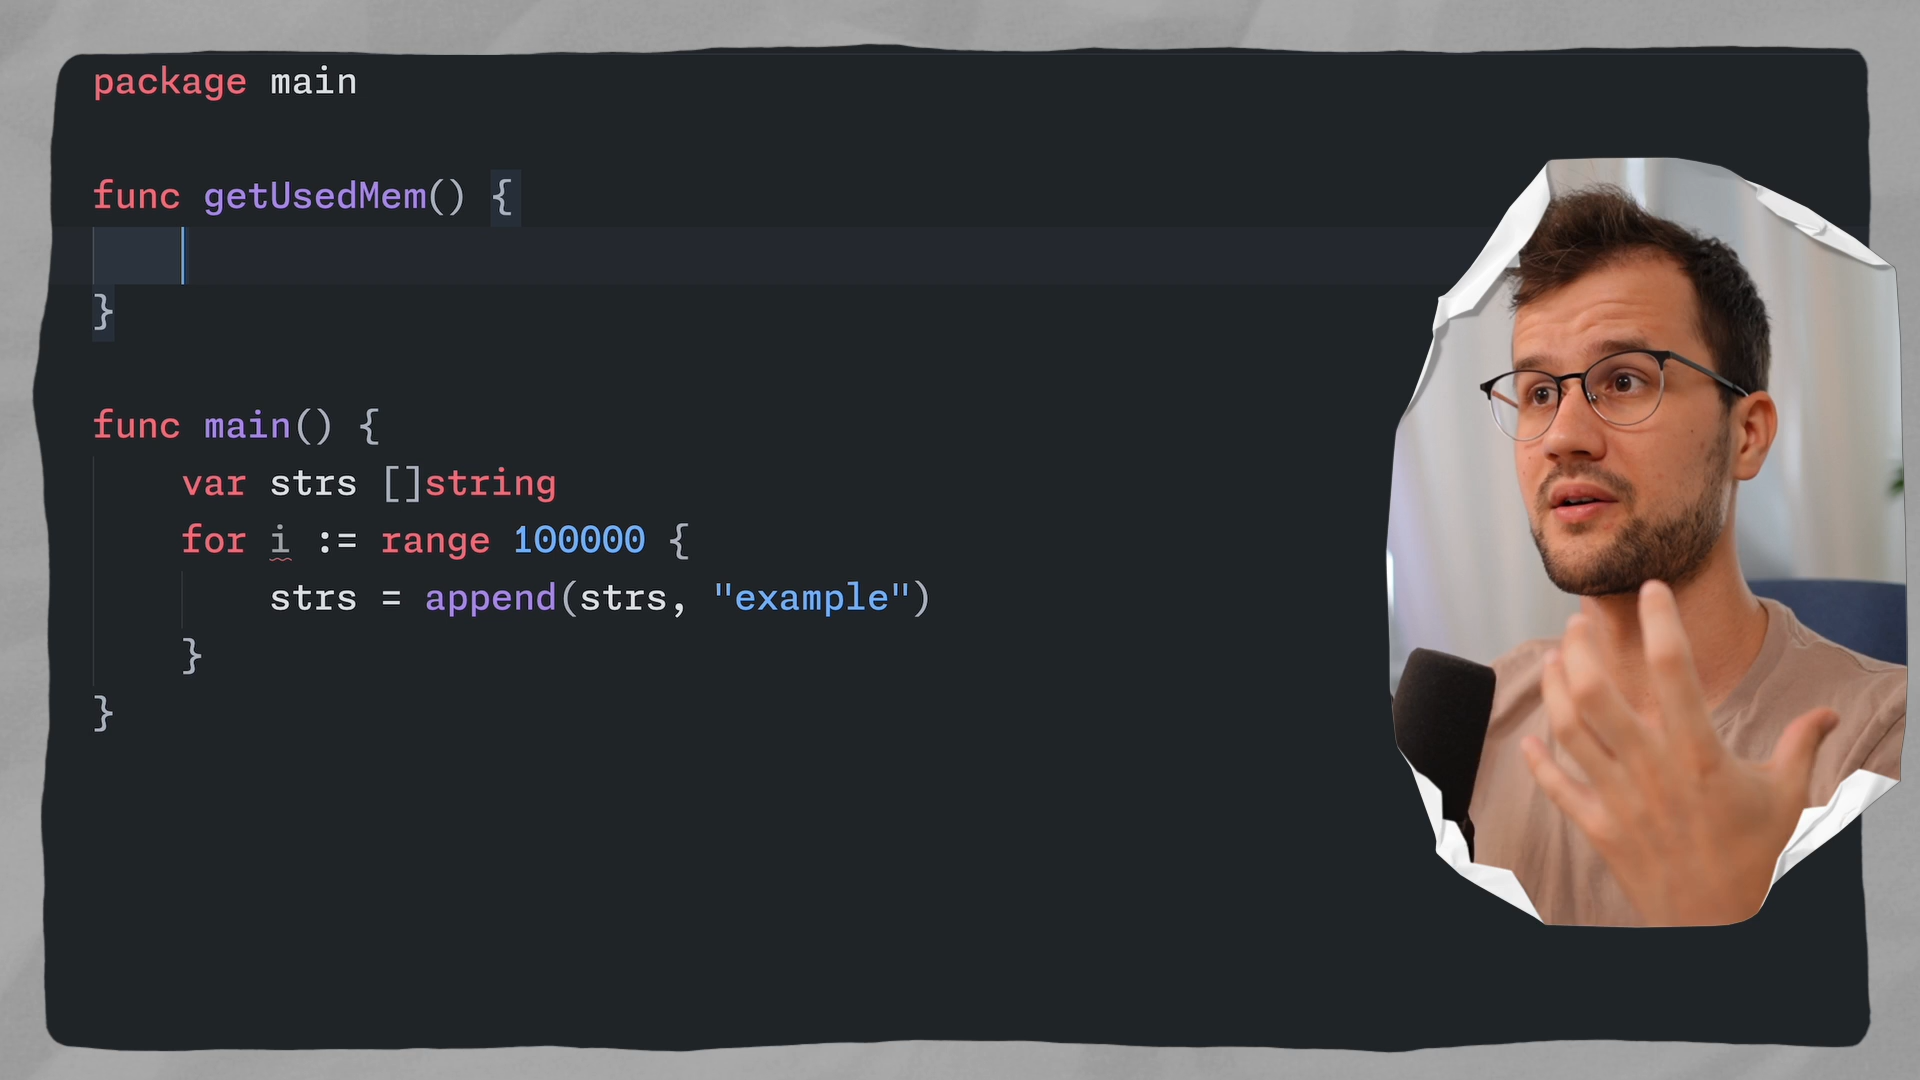 package main
func getUsedMem() {
}
func main() {
var strs []string
for i := range 100000 {
strs = append(strs, "example")
}
}